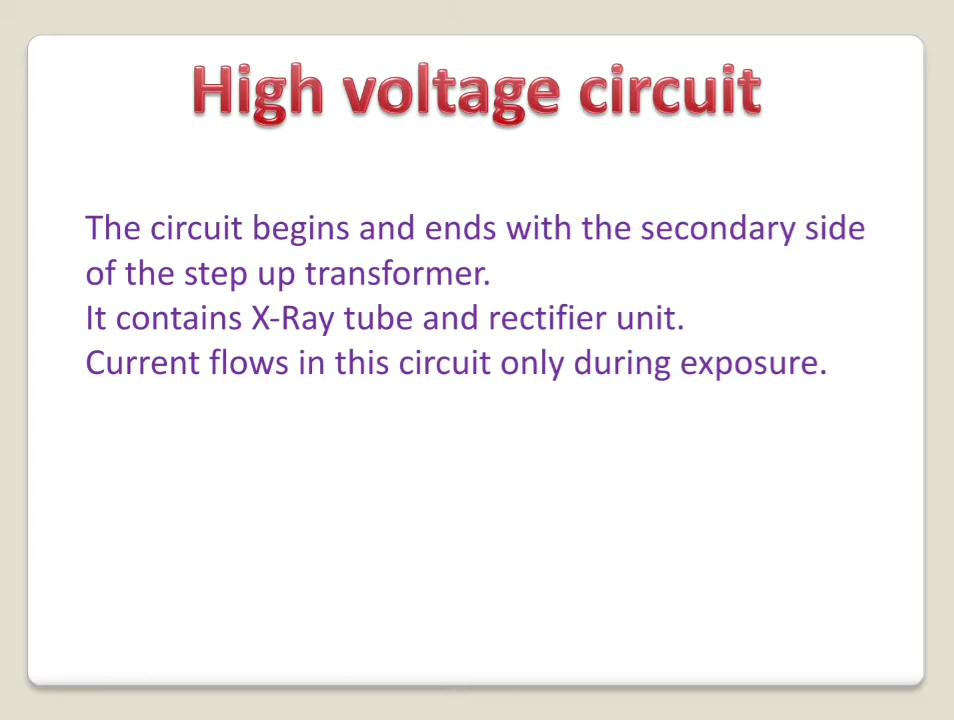 High voltage circuit
The circuit begins and ends with the secondary side
of the step up transformer.
It contains X-Ray tube and rectifier unit.
Current flows in this circuit only during exposure.